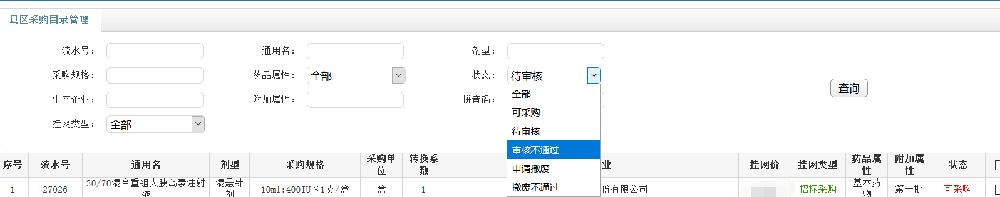 县区采购目录管理
流水号： 通用名： 剂型：
采购规格： 药品属性： 全部 状态： 待审核
查询
生产企业： 附加属性： 拼音码：
挂网类型： 全部
全部
可采购
待审核
审核不通过
申请撤废
撤废不通过
序号 流水号 通用名 剂型 采购规格 采购单位 转换系数 业 挂网价 挂网类型 药品属性 附加属性 状态
1 27026 30/70混合重组人胰岛素注射液 混悬针剂 10ml:400IU×1支/盒 盒 1 份有限公司 招标采购 基本药物 第一批 可采购